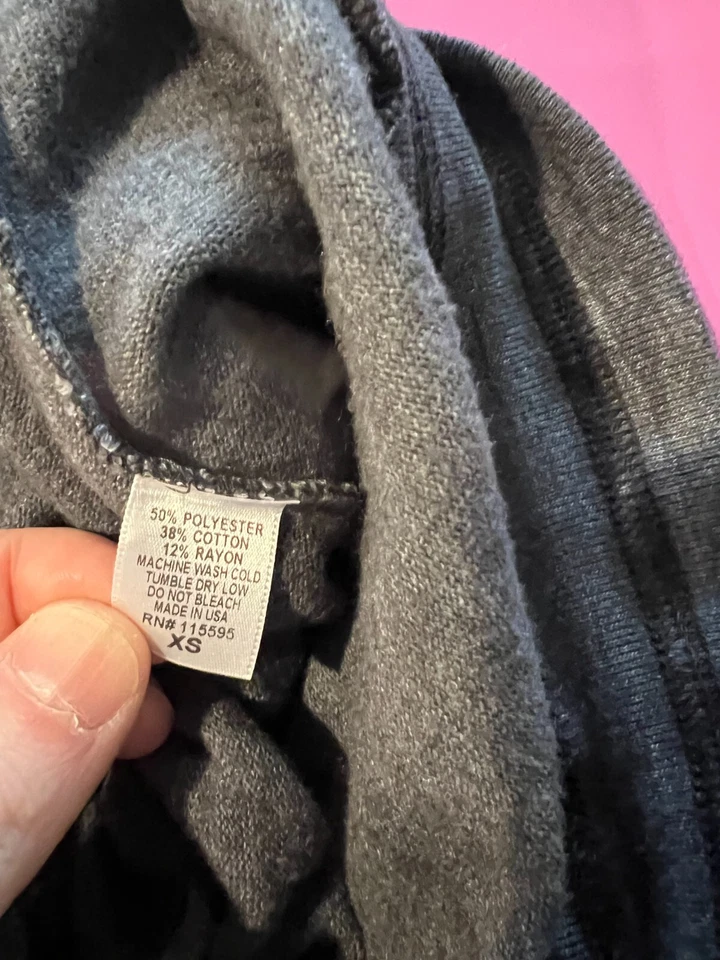 50% POLYESTER
38% COTTON
12% RAYON
MACHINE WASH COLD
TUMBLE DRY LOW
DO NOT BLEACH
MADE IN USA
RN# 115595
XS